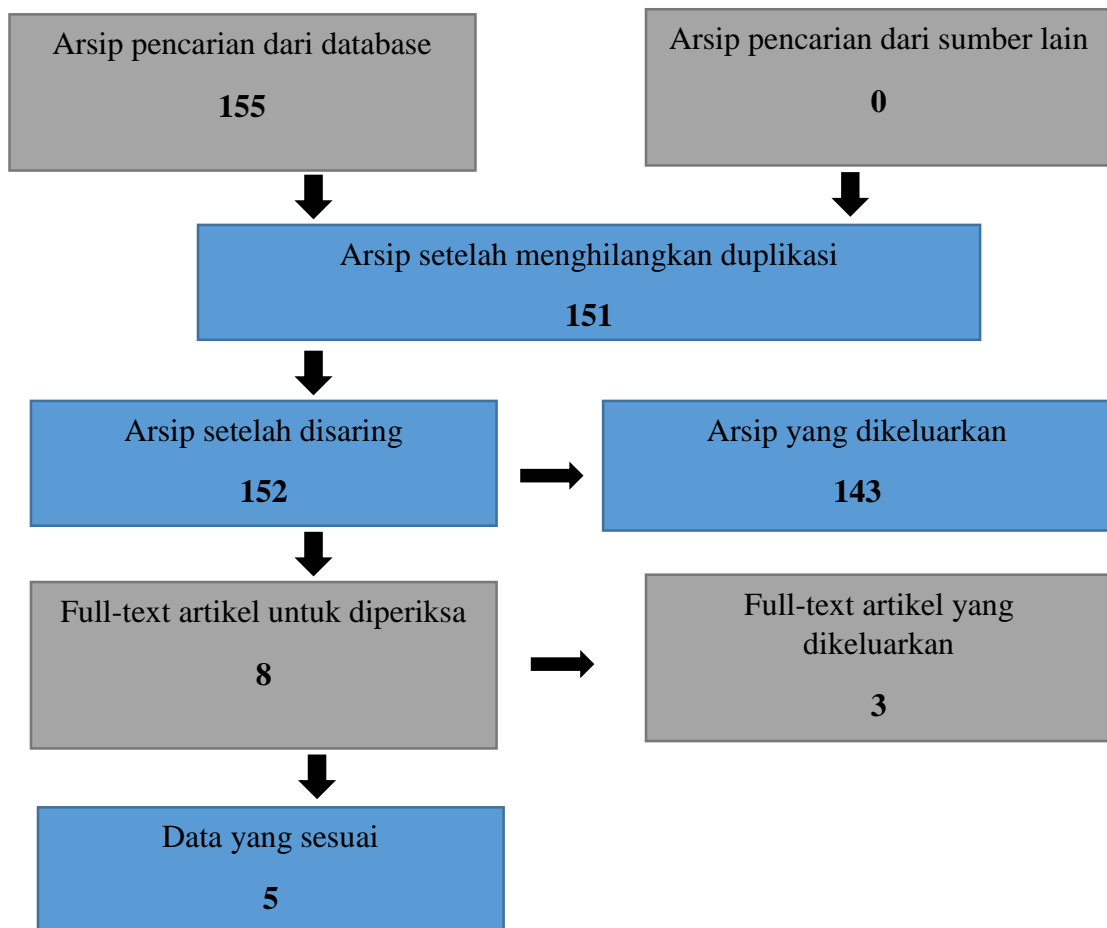 Arsip pencarian dari database
155
Arsip pencarian dari sumber lain
0
Arsip setelah menghilangkan duplikasi
151
Arsip setelah disaring
152
Arsip yang dikeluarkan
143
Full-text artikel untuk diperiksa
8
Full-text artikel yang
dikeluarkan
3
Data yang sesuai
5